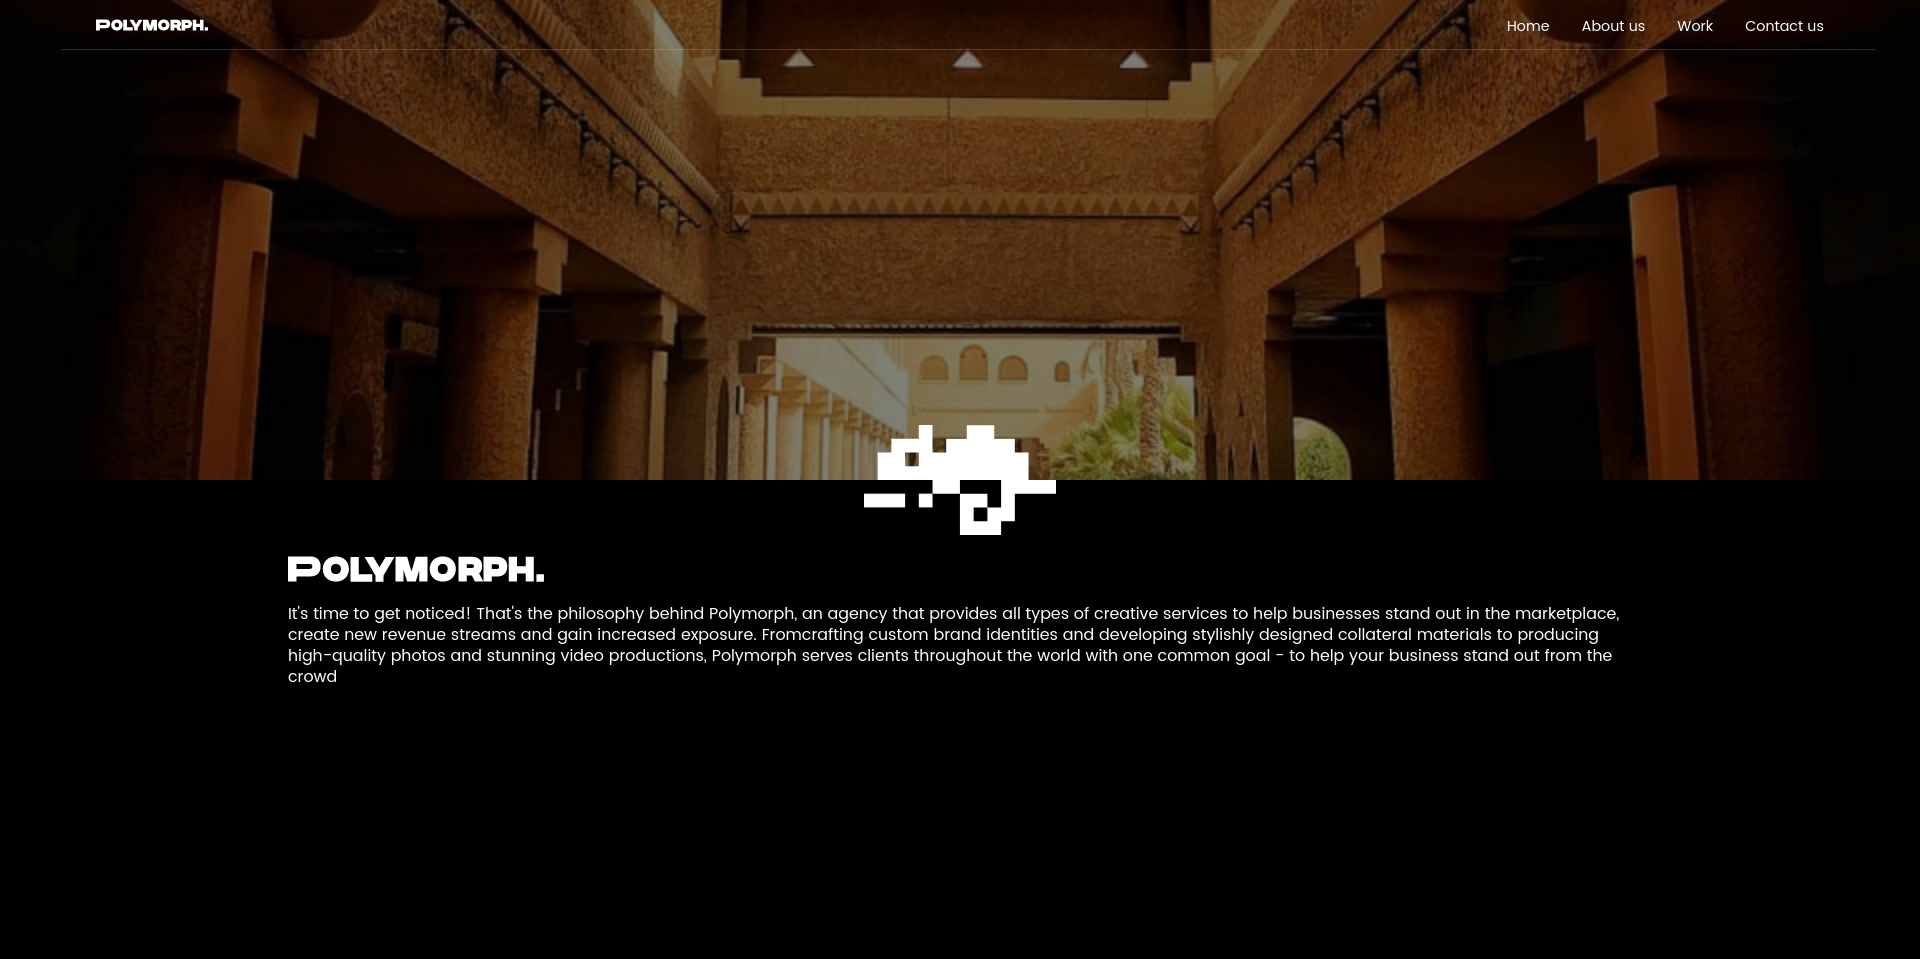 POLYMORPH.
Home
About us
Work
Contact us
POLYMORPH.
It's time to get noticed! That's the philosophy behind Polymorph, an agency that provides all types of creative services to help businesses stand out in the marketplace,
create new revenue streams and gain increased exposure. Fromcrafting custom brand identities and developing stylishly designed collateral materials to producing
high-quality photos and stunning video productions, Polymorph serves clients throughout the world with one common goal - to help your business stand out from the
crowd